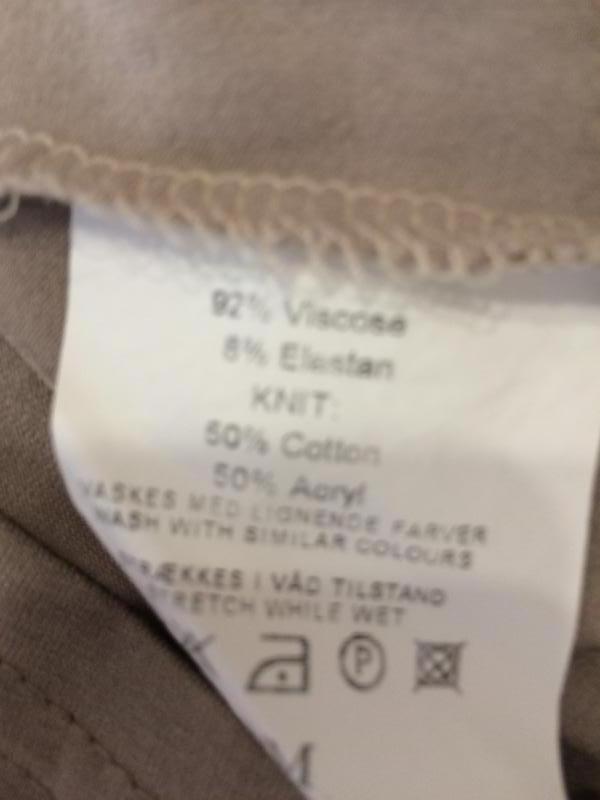 92% Viscose
8% Elastan
KNIT:
50% Cotton
50% Acryl
VASKES MED LIGNENDE FARVER
WASH WITH SIMILAR COLOURS
TRÆKKES I VÅD TILSTAND
STRETCH WHILE WET
P
M